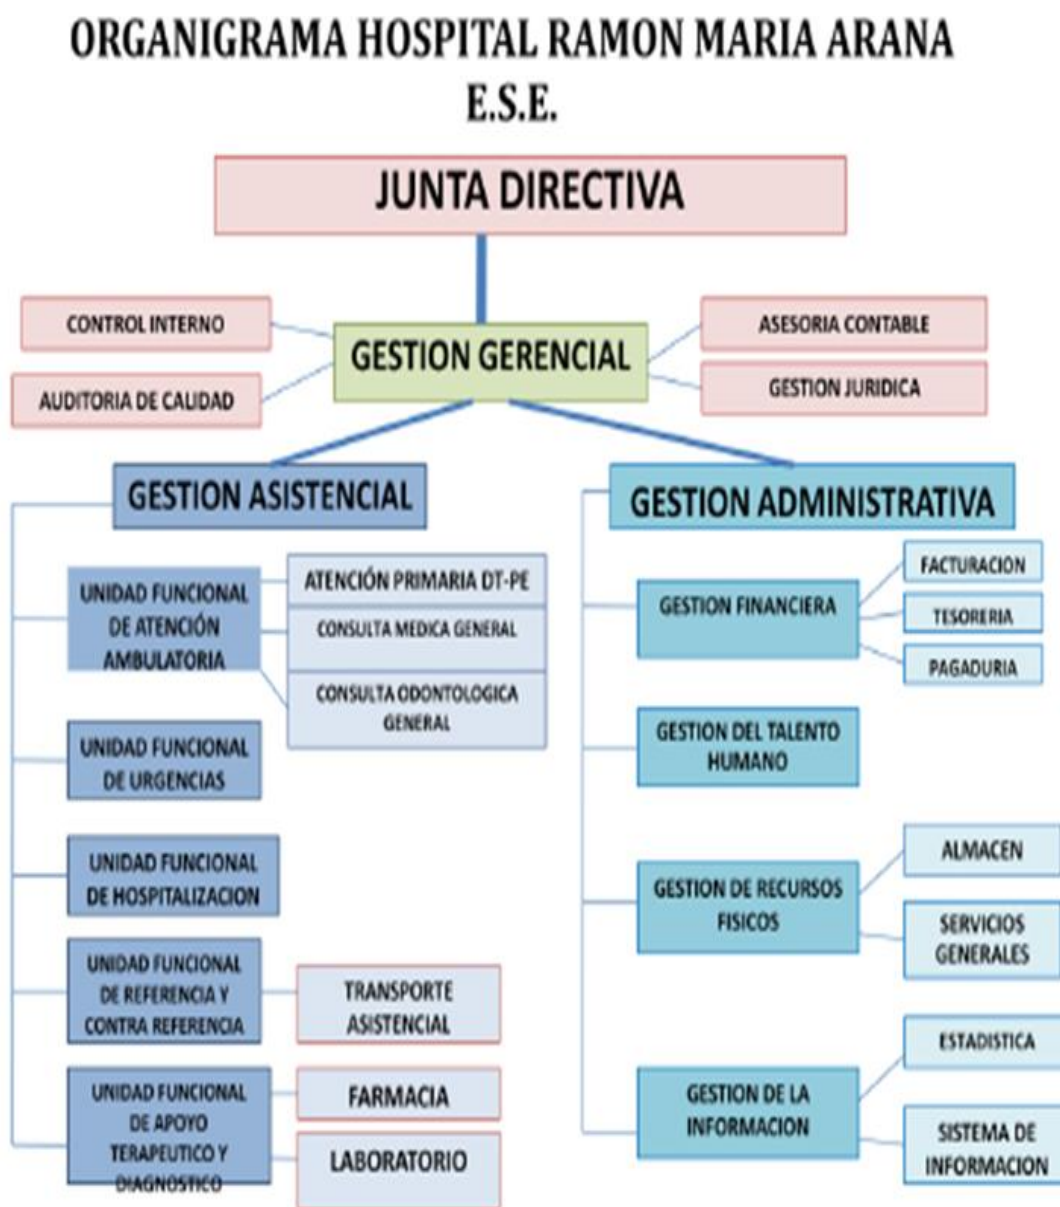 ORGANIGRAMA HOSPITAL RAMON MARIA ARANA
E.S.E.
JUNTA DIRECTIVA
CONTROL INTERNO
AUDITORIA DE CALIDAD
GESTION GERENCIAL
ASESORIA CONTABLE
GESTION JURIDICA
GESTION ASISTENCIAL
UNIDAD FUNCIONAL
DE ATENCIÓN
AMBULATORIA
ATENCIÓN PRIMARIA DT-PE
CONSULTA MEDICA GENERAL
CONSULTA ODONTOLOGICA
GENERAL
UNIDAD FUNCIONAL
DE URGENCIAS
UNIDAD FUNCIONAL
DE HOSPITALIZACION
UNIDAD FUNCIONAL
DE REFERENCIA Y
CONTRA REFERENCIA
TRANSPORTE
ASISTENCIAL
UNIDAD FUNCIONAL
DE APOYO
TERAPEUTICO Y
DIAGNOSTICO
FARMACIA
LABORATORIO
GESTION ADMINISTRATIVA
GESTION FINANCIERA
FACTURACION
TESORERIA
PAGADURIA
GESTION DEL TALENTO
HUMANO
GESTION DE RECURSOS
FISICOS
ALMACEN
SERVICIOS
GENERALES
GESTION DE LA
INFORMACION
ESTADISTICA
SISTEMA DE
INFORMACION